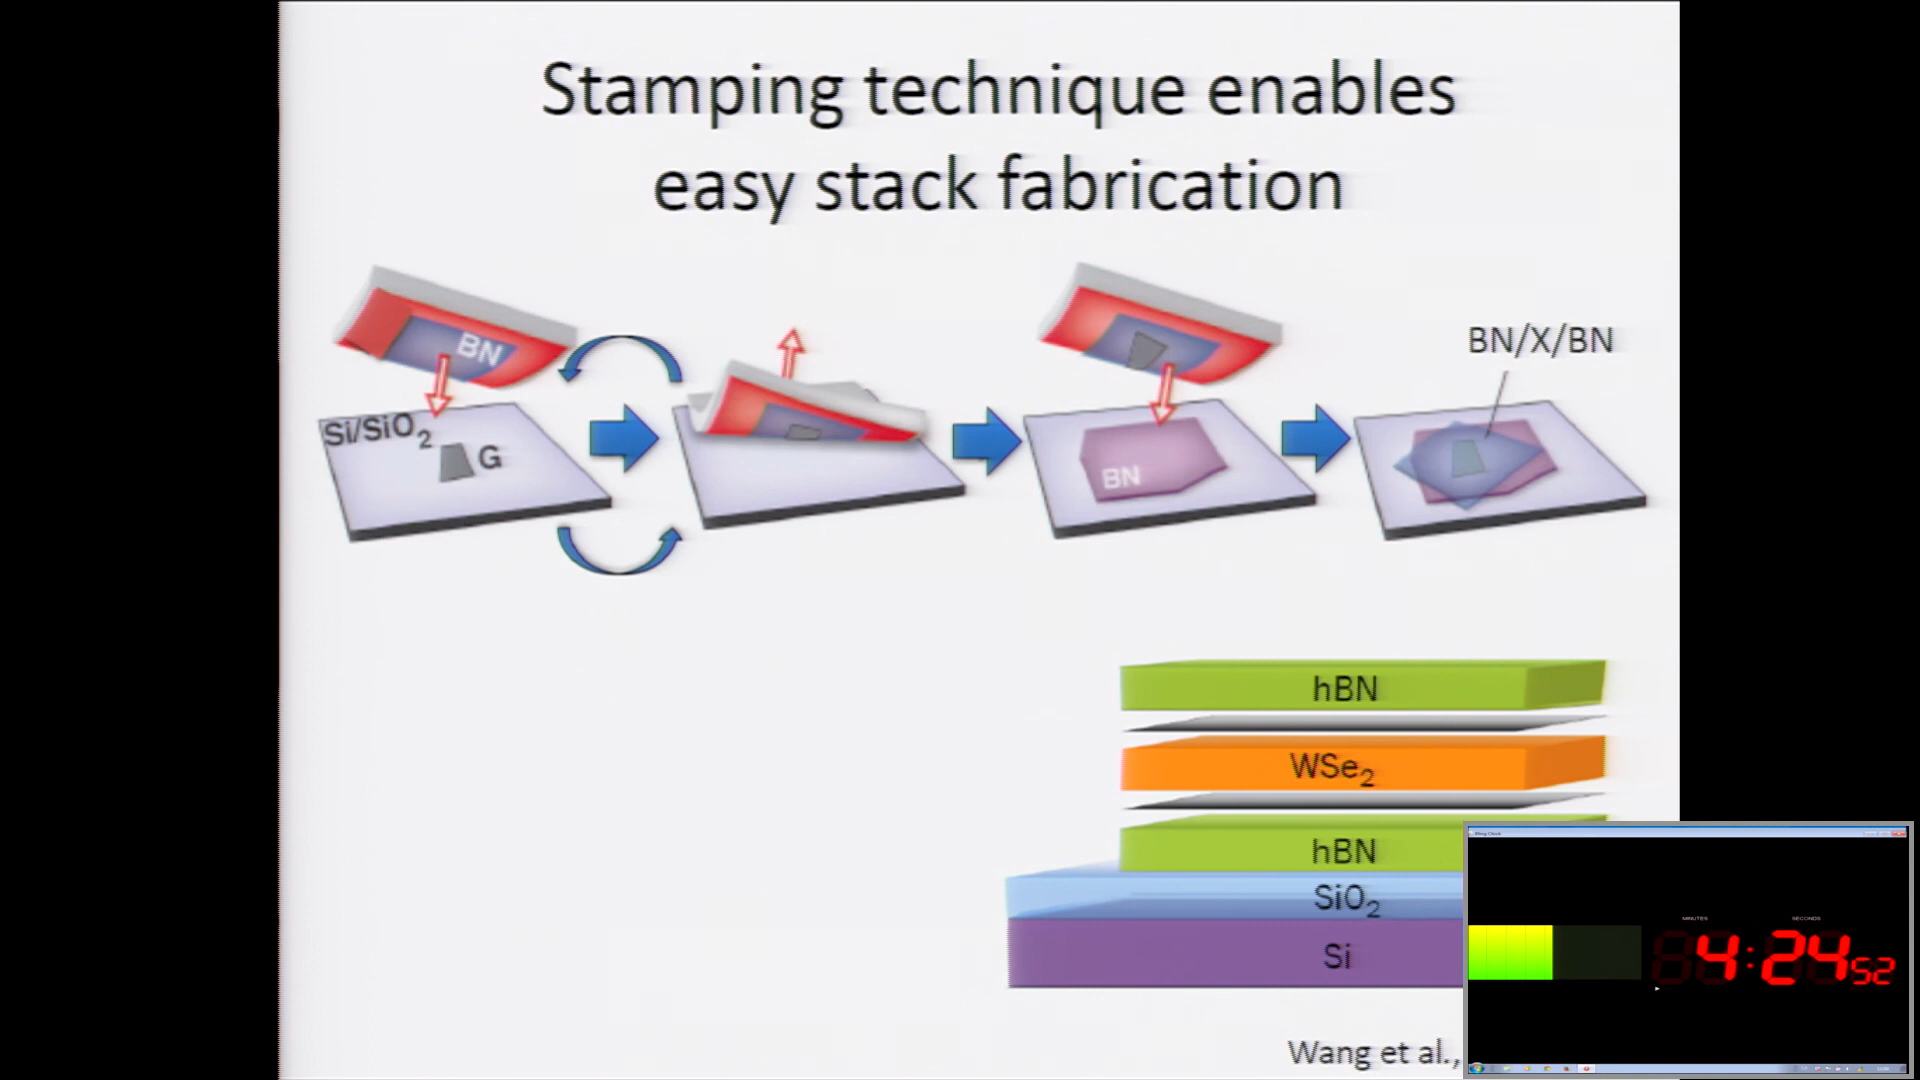 Stamping technique enables
easy stack fabrication
BN
Si/SiO2
G
BN
BN/X/BN
hBN
WSe2
hBN
SiO2
Si
Wang et al.,
MINUTES
SECONDS
4:24 52